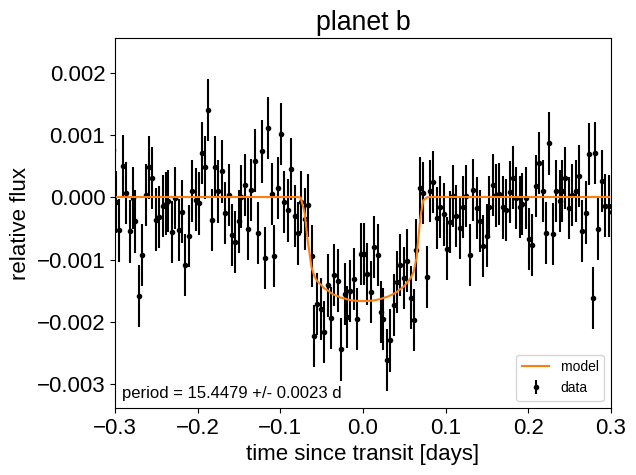 planet b
relative flux
0.002
0.001
0.000
−0.001
−0.002
−0.003
period = 15.4479 +/- 0.0023 d
model
data
−0.3 −0.2 −0.1 0.0 0.1 0.2 0.3
time since transit [days]